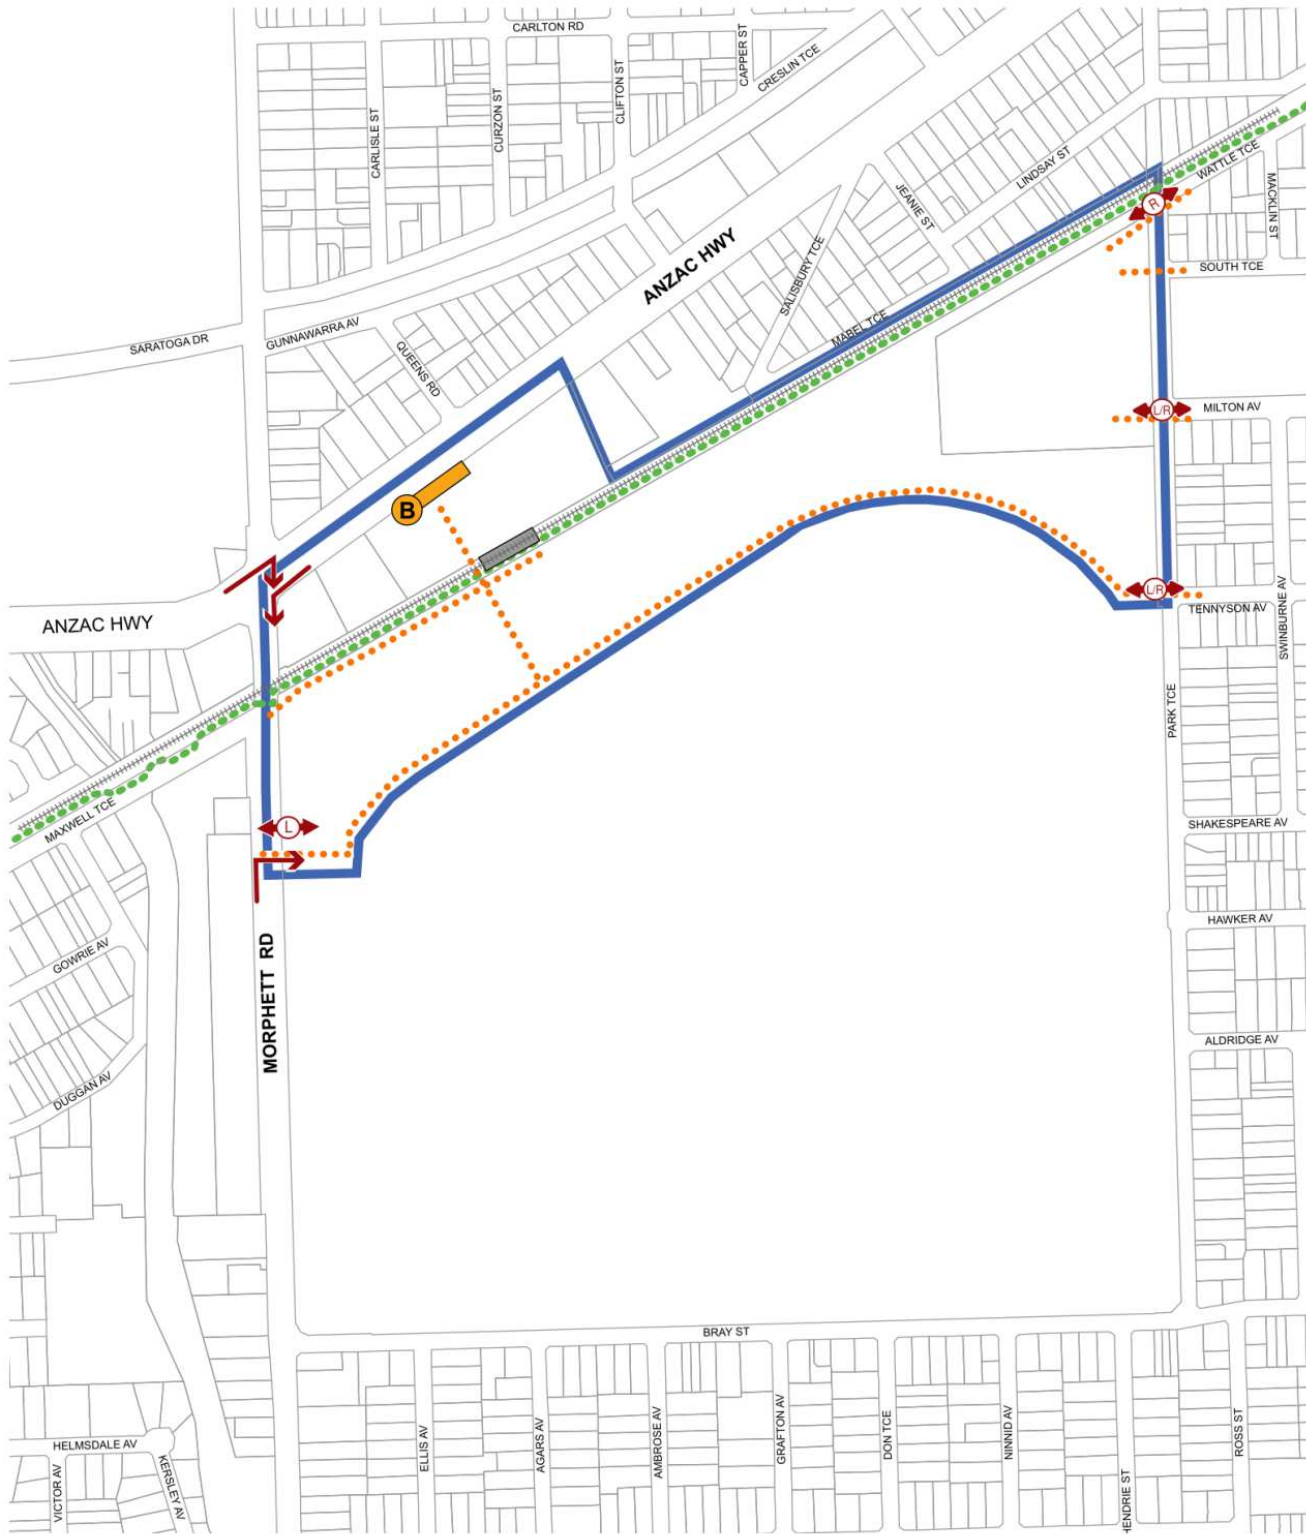 CARLTON RD
CAPPER ST
CRESLIN TCE
CLIFTON ST
CURZON ST
CARLISLE ST
LINDSAY ST
WATTLE TCE
MACKLIN ST
JEANIE ST
R
ANZAC HWY
SALISBURY TCE
SOUTH TCE
MABEL TCE
GUNNAWARRA AV
SARATOGA DR
QUEENS RD
L/R
MILTON AV
B
L/R
TENNYSON AV
SWINBURNE AV
ANZAC HWY
PARK TCE
MAXWELL TCE
L
SHAKESPEARE AV
HAWKER AV
GOWRIE AV
MORPHETT RD
ALDRIDGE AV
DUGGAN AV
BRAY ST
HELMSDALE AV
VICTOR AV
KERSLEY AV
ELLIS AV
AGARS AV
AMBROSE AV
GRAFTON AV
DON TCE
NINNID AV
HENDRIE ST
ROSS ST